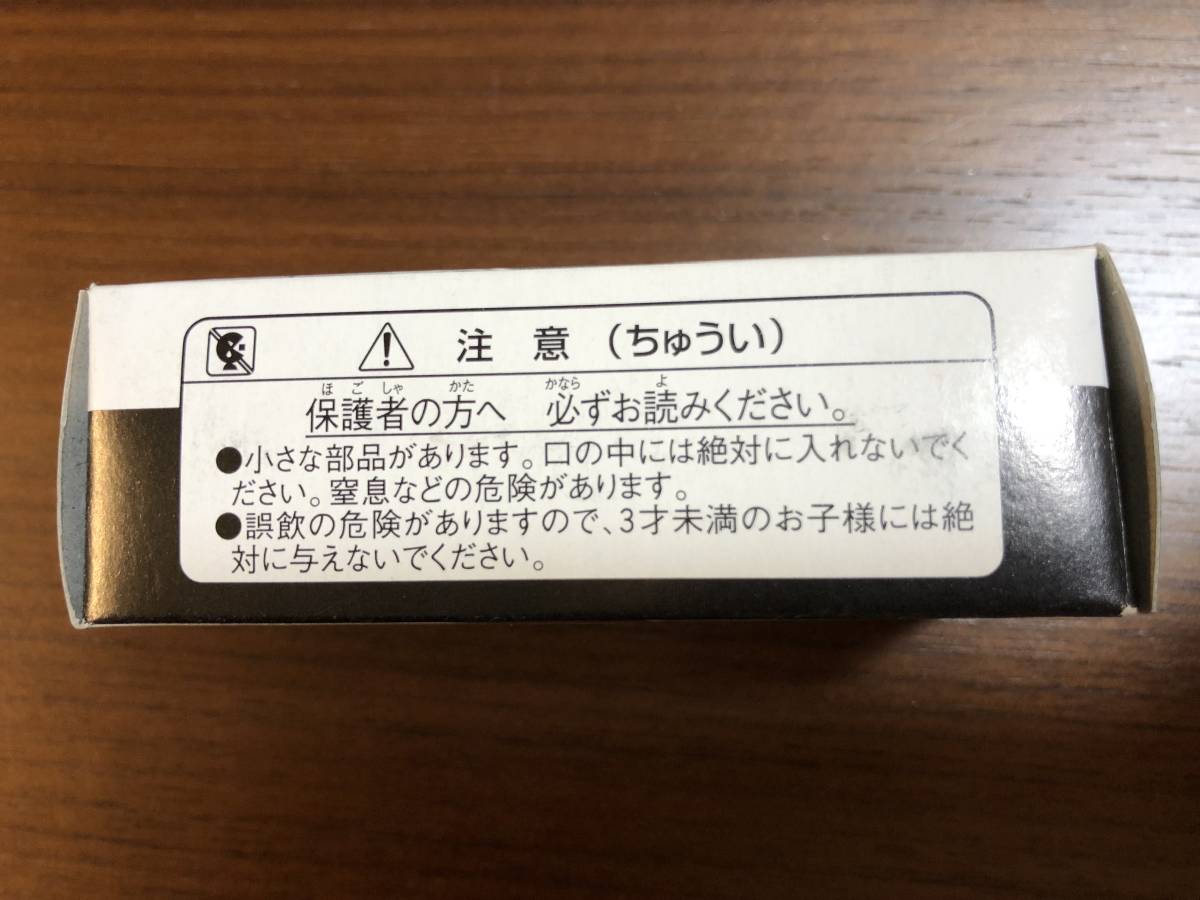 注意（ちゅうい）
ほごしゃ かた かなら よ
保護者の方へ 必ずお読みください。
●小さな部品があります。口の中には絶対に入れないでく
ださい。窒息などの危険があります。
●誤飲の危険がありますので、3才未満のお子様には絶
対に与えないでください。